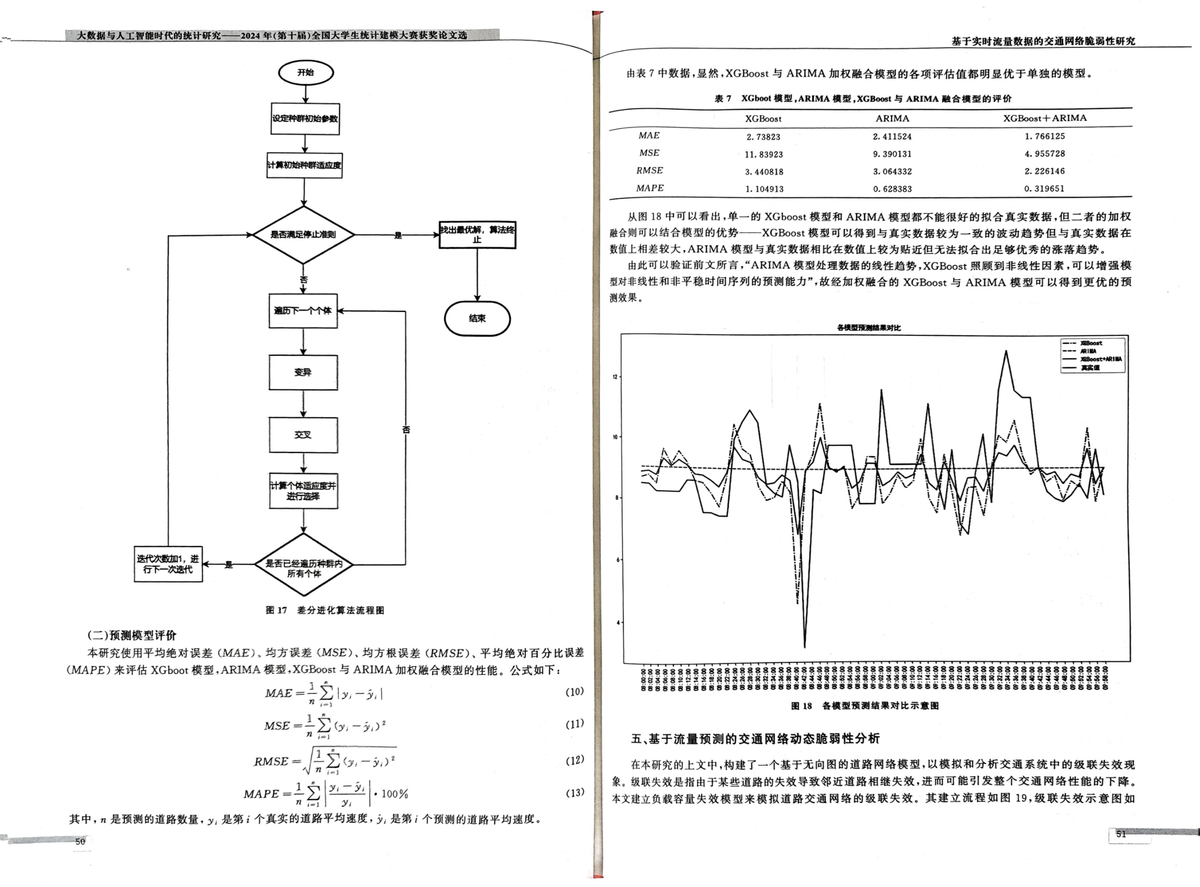 大数据与人工智能时代的统计研究——2024年(第十届)全国大学生统计建模大赛获奖论文选
开始
设定种群初始参数
计算初始种群适应度
是否满足停止准则
是
找出最优解，算法终
止
否
遍历下一个个体
结束
变异
否
交叉
计算个体适应度并
进行选择
迭代次数加1，进
行下一次迭代
是
是否已经遍历种群内
所有个体
图 17 差分进化算法流程图
(二)预测模型评价
本研究使用平均绝对误差 (MAE)、均方误差 (MSE)、均方根误差 (RMSE)、平均绝对百分比误差
(MAPE) 来评估 XGboot 模型,ARIMA 模型,XGBoost 与 ARIMA 加权融合模型的性能。公式如下:
MAE = 1/n ∑_{i=1}^{n} |y_i − ŷ_i| (10)
MSE = 1/n ∑_{i=1}^{n} (y_i − ŷ_i)² (11)
RMSE = √(1/n ∑_{i=1}^{n} (y_i − ŷ_i)²) (12)
MAPE = 1/n ∑_{i=1}^{n} |(y_i − ŷ_i)/y_i| · 100% (13)
其中, n 是预测的道路数量, y_i 是第 i 个真实的道路平均速度, ŷ_i 是第 i 个预测的道路平均速度。
50
基于实时流量数据的交通网络脆弱性研究
由表 7 中数据,显然,XGBoost 与 ARIMA 加权融合模型的各项评估值都明显优于单独的模型。
表 7 XGboot 模型,ARIMA 模型,XGBoost 与 ARIMA 融合模型的评价
XGBoost ARIMA XGBoost+ARIMA
MAE 2.73823 2.411524 1.766125
MSE 11.83923 9.390131 4.955728
RMSE 3.440818 3.064332 2.226146
MAPE 1.104913 0.628383 0.319651
从图 18 中可以看出,单一的 XGboost 模型和 ARIMA 模型都不能很好的拟合真实数据,但二者的加权
融合则可以结合模型的优势——XGBoost 模型可以得到与真实数据较为一致的波动趋势但与真实数据在
数值上相差较大,ARIMA 模型与真实数据相比在数值上较为贴近但无法拟合出足够优秀的涨落趋势。
由此可以验证前文所言,“ARIMA 模型处理数据的线性趋势,XGBoost 照顾到非线性因素,可以增强模
型对非线性和非平稳时间序列的预测能力”,故经加权融合的 XGBoost 与 ARIMA 模型可以得到更优的预
测效果。
各模型预测结果对比
XGBoost
ARIMA
XGBoost+ARIMA
真实值
12
10
8
6
4
图 18 各模型预测结果对比示意图
五、基于流量预测的交通网络动态脆弱性分析
在本研究的上文中,构建了一个基于无向图的道路网络模型,以模拟和分析交通系统中的级联失效现
象。级联失效是指由于某些道路的失效导致邻近道路相继失效,进而可能引发整个交通网络性能的下降。
本文建立负载容量失效模型来模拟道路交通网络的级联失效。其建立流程如图 19,级联失效示意图如
51